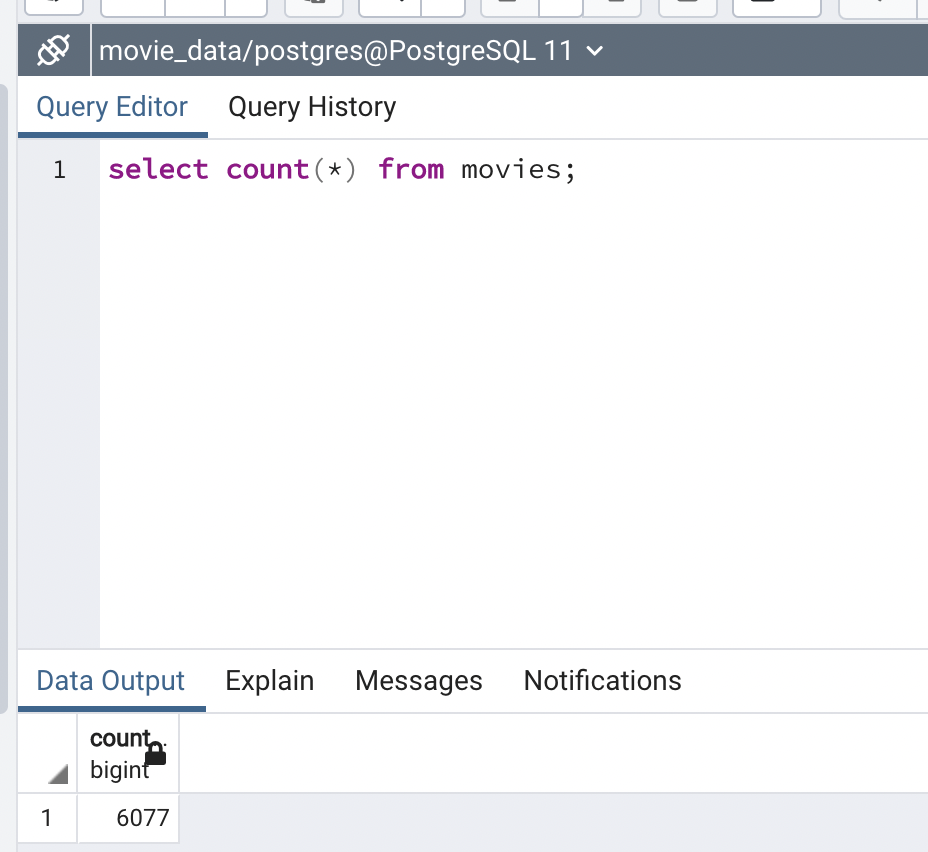 movie_data/postgres@PostgreSQL 11
Query Editor Query History
1 select count(*) from movies;
Data Output Explain Messages Notifications
count
bigint
1 6077